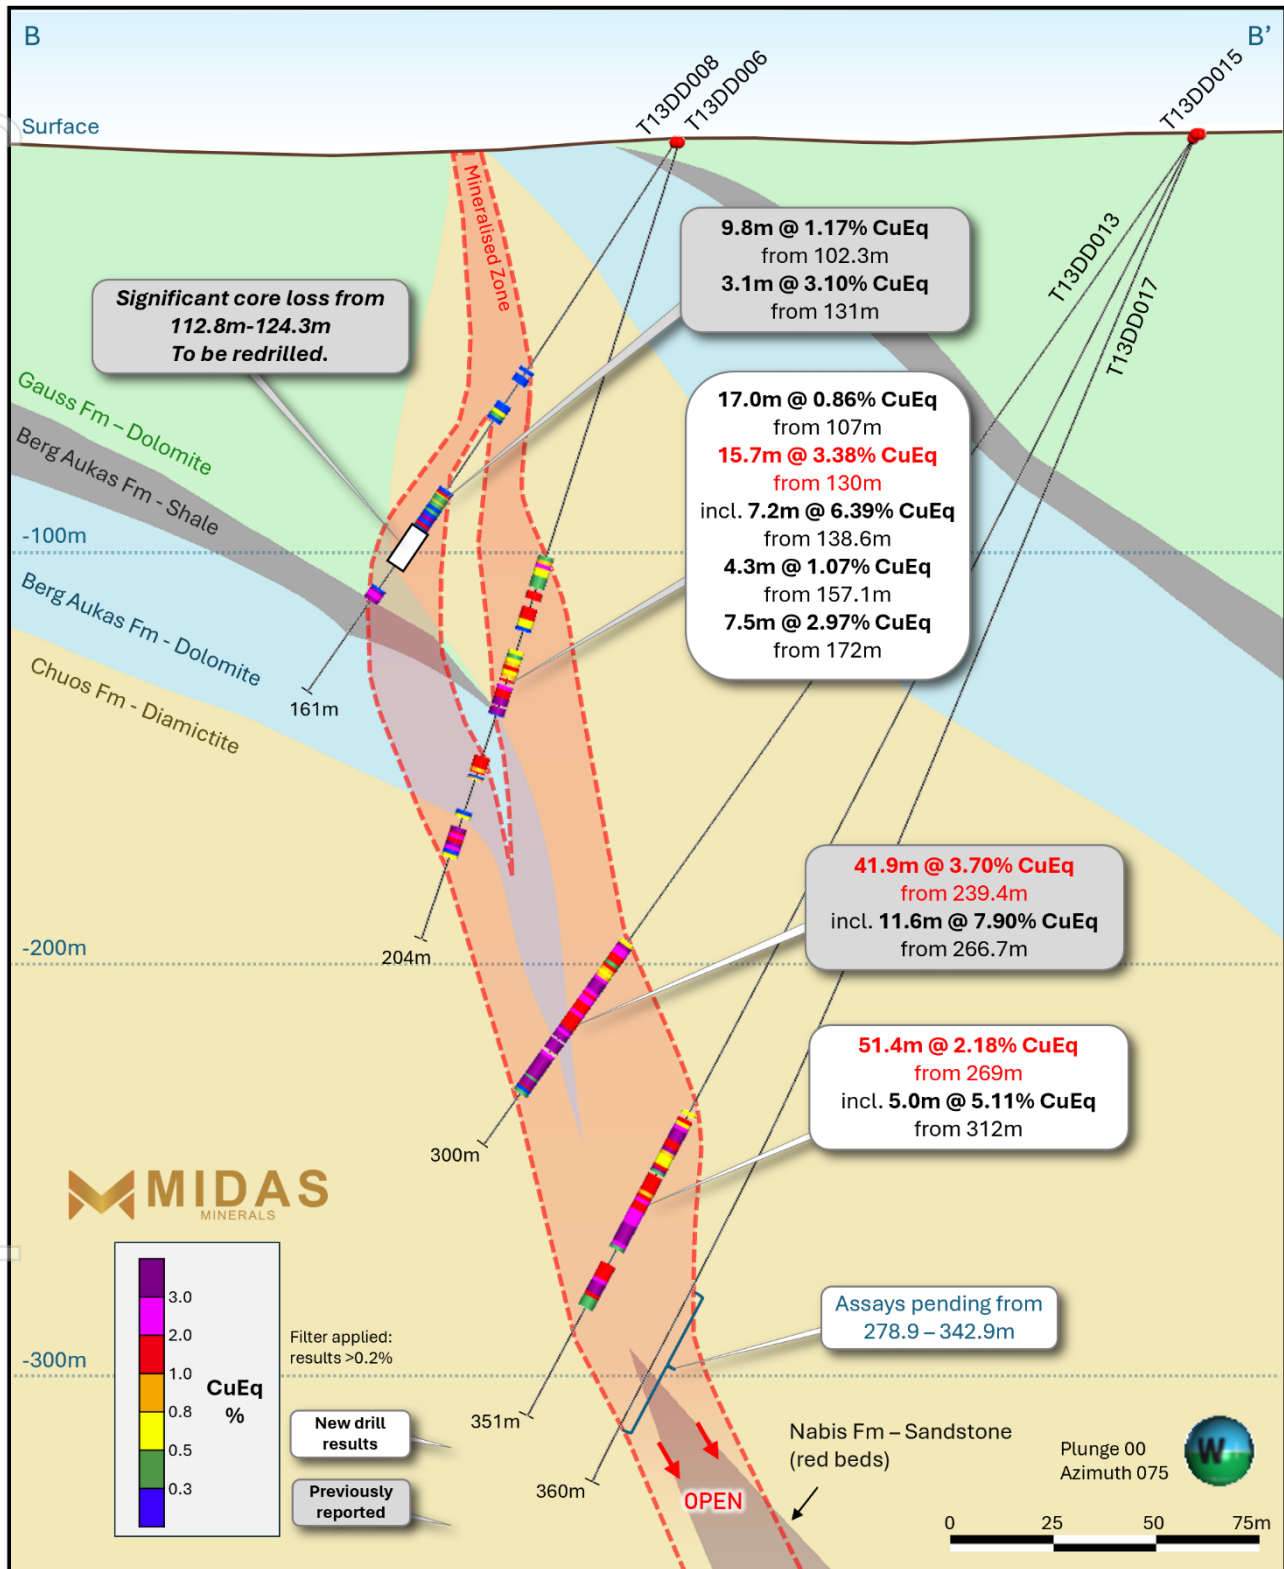 B
B'
T13DD008
T13DD006
T13DD015
Surface
Mineralised Zone
T13DD013
T13DD017
9.8m @ 1.17% CuEq
from 102.3m
3.1m @ 3.10% CuEq
from 131m
Significant core loss from
112.8m-124.3m
To be redrilled.
17.0m @ 0.86% CuEq
from 107m
15.7m @ 3.38% CuEq
from 130m
incl. 7.2m @ 6.39% CuEq
from 138.6m
4.3m @ 1.07% CuEq
from 157.1m
7.5m @ 2.97% CuEq
from 172m
Gauss Fm – Dolomite
Berg Aukas Fm - Shale
-100m
Berg Aukas Fm - Dolomite
Chuos Fm - Diamictite
161m
41.9m @ 3.70% CuEq
from 239.4m
incl. 11.6m @ 7.90% CuEq
from 266.7m
-200m
204m
51.4m @ 2.18% CuEq
from 269m
incl. 5.0m @ 5.11% CuEq
from 312m
300m
MIDAS
MINERALS
3.0
2.0
1.0
0.8
0.5
0.3
CuEq
%
Filter applied:
results >0.2%
Assays pending from
278.9 – 342.9m
-300m
New drill
results
Previously
reported
351m
360m
OPEN
Nabis Fm – Sandstone
(red beds)
Plunge 00
Azimuth 075
W
0 25 50 75m